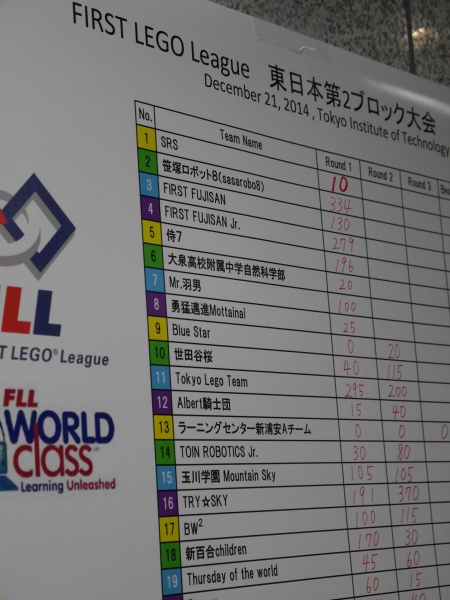 FIRST LEGO League 東日本第2ブロック大会
December 21, 2014 , Tokyo Institute of Technology
No. Team Name Round 1 Round 2 Round 3
1 SRS 10
2 笹塚ロボットB(sasarobo8) 334
3 FIRST FUJISAN 130
4 FIRST FUJISAN Jr. 279
5 侍7 196
6 大泉高校附属中学自然科学部 20
7 Mr.羽男 100
8 勇猛邁進Mottainai 25
9 Blue Star 0 20
10 世田谷桜 40 115
11 Tokyo Lego Team 295 200
12 Albert騎士団 15 40
13 ラーニングセンター新浦安Aチーム 0 0 0
14 TOIN ROBOTICS Jr. 30 80
15 玉川学園 Mountain Sky 105 105
16 TRY☆SKY 191 370
17 BW² 100 115
18 新百合children 170 30
19 Thursday of the world 45 60
60 15
LL
ST LEGO® League
FLL
WORLD
Class
Learning Unleashed